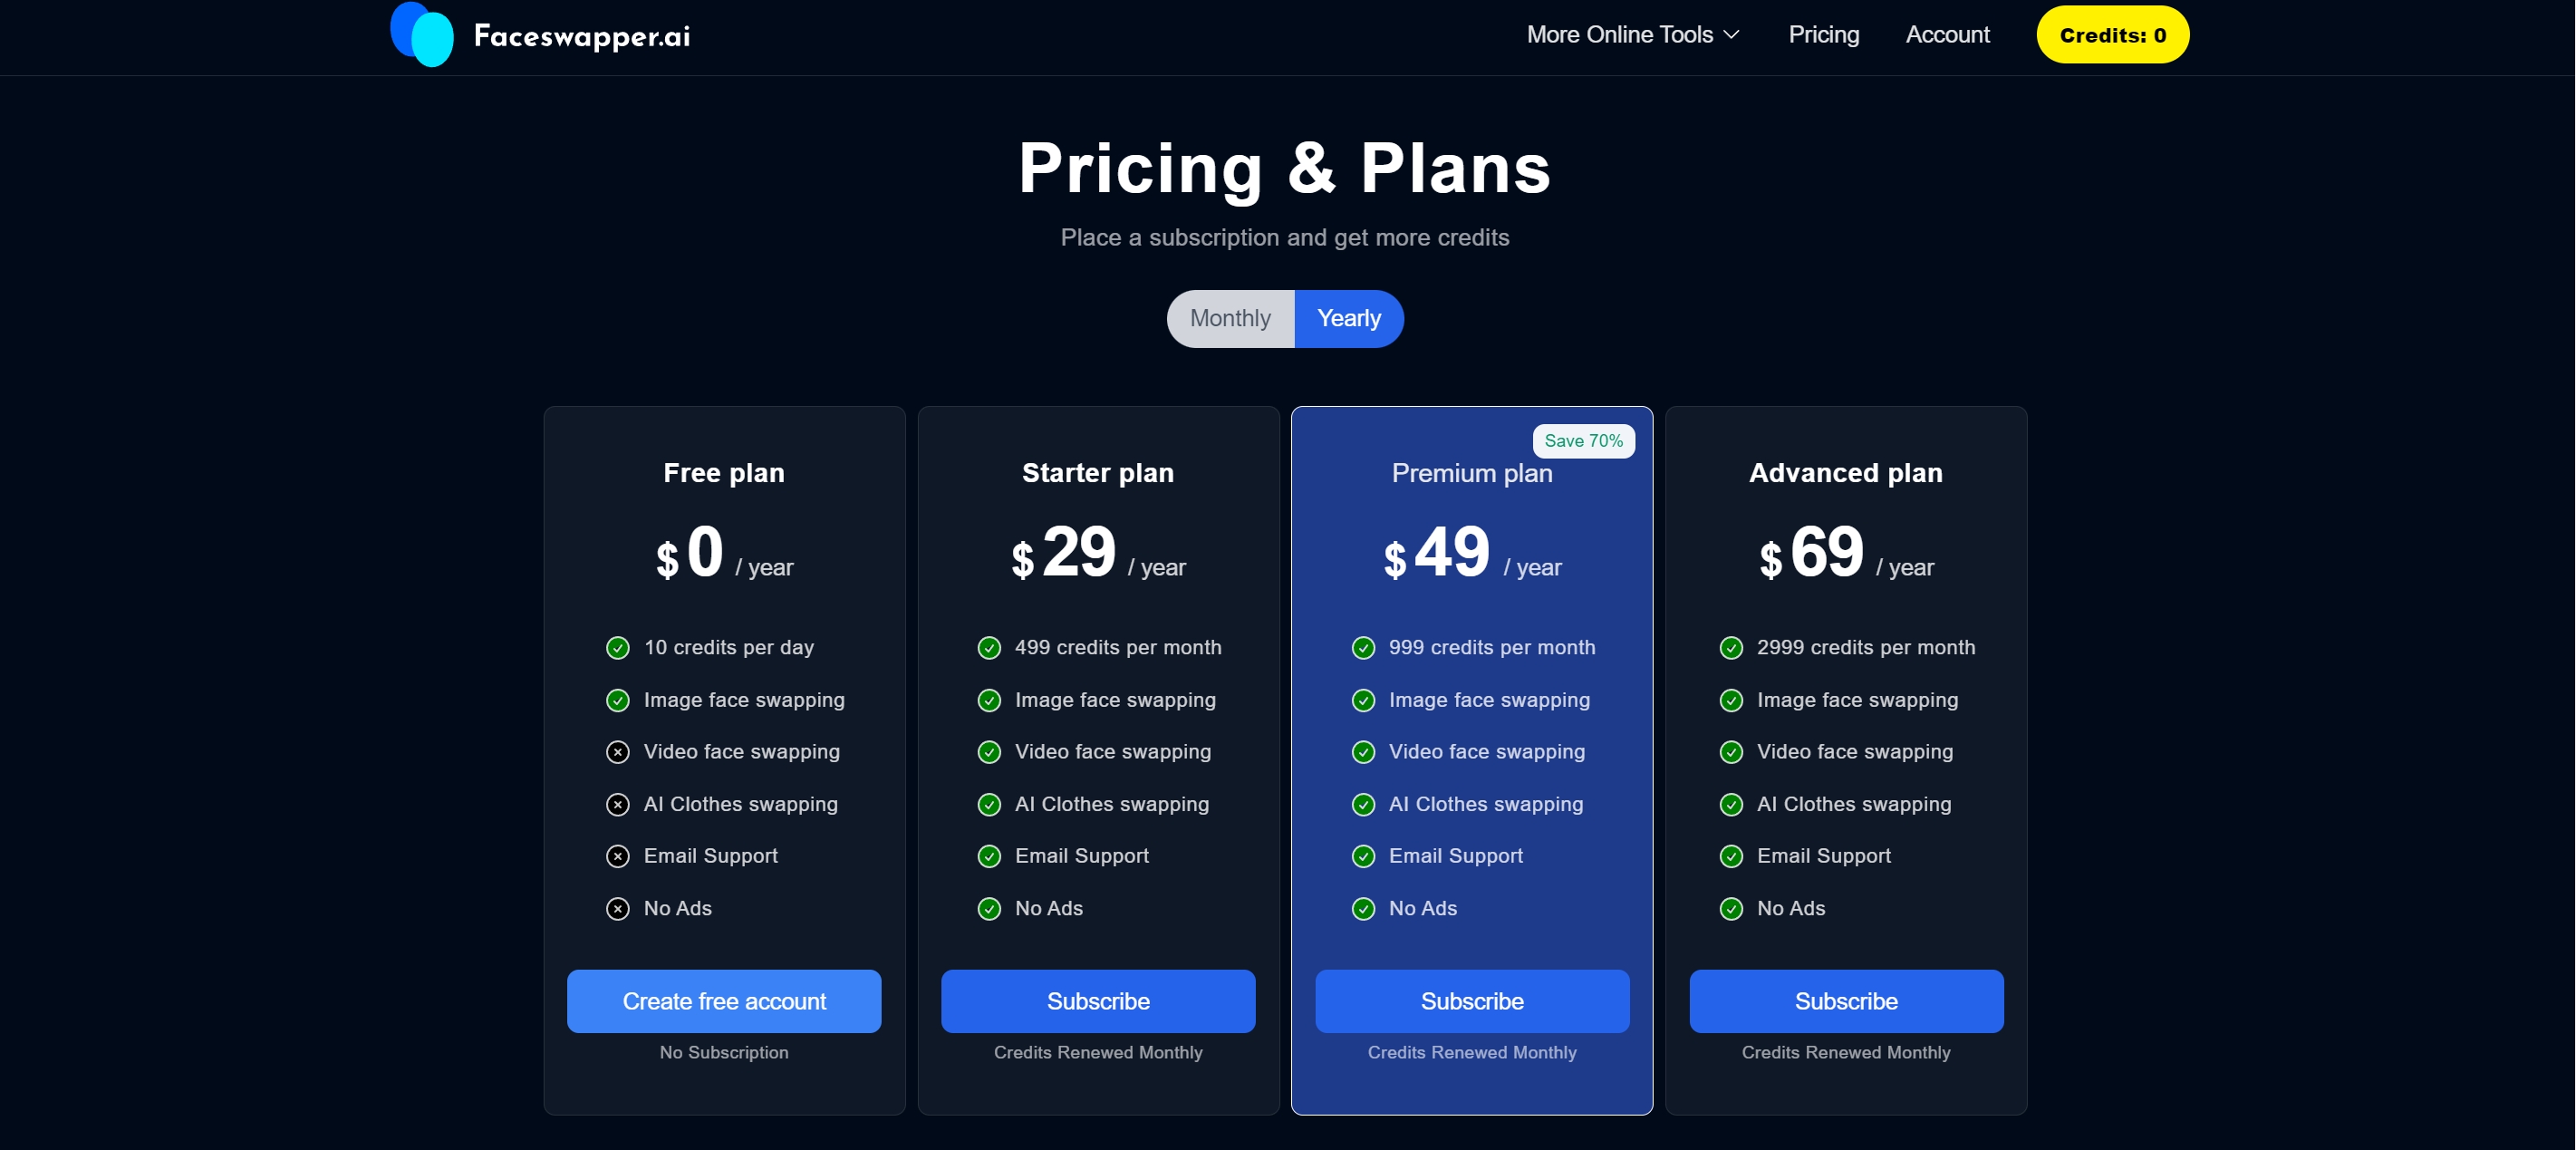 Faceswapper.ai
More Online Tools
Pricing
Account
Credits: 0
Pricing & Plans
Place a subscription and get more credits
Monthly
Yearly
Free plan
$ 0 / year
10 credits per day
Image face swapping
Video face swapping
AI Clothes swapping
Email Support
No Ads
Create free account
No Subscription
Starter plan
$ 29 / year
499 credits per month
Image face swapping
Video face swapping
AI Clothes swapping
Email Support
No Ads
Subscribe
Credits Renewed Monthly
Save 70%
Premium plan
$ 49 / year
999 credits per month
Image face swapping
Video face swapping
AI Clothes swapping
Email Support
No Ads
Subscribe
Credits Renewed Monthly
Advanced plan
$ 69 / year
2999 credits per month
Image face swapping
Video face swapping
AI Clothes swapping
Email Support
No Ads
Subscribe
Credits Renewed Monthly